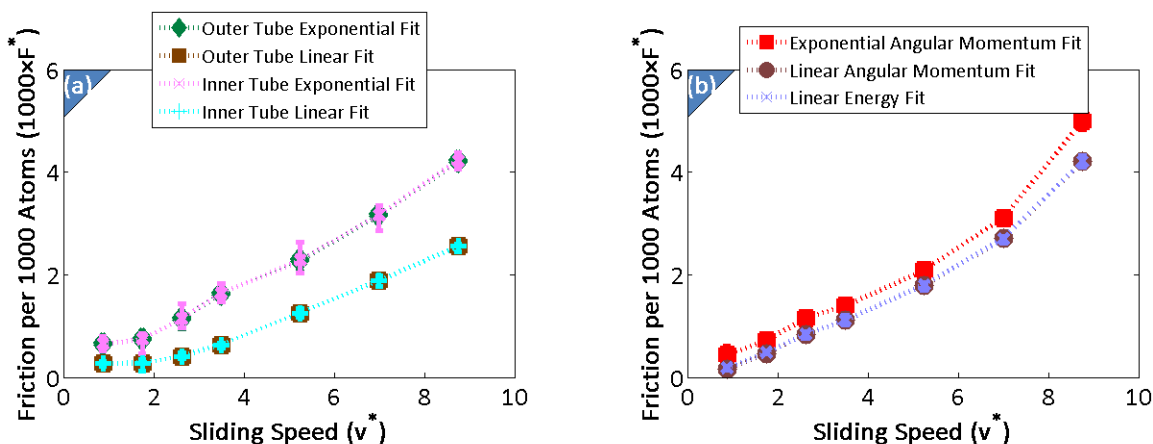 Outer Tube Exponential Fit
Outer Tube Linear Fit
Inner Tube Exponential Fit
Inner Tube Linear Fit
(a)
Friction per 1000 Atoms (1000×F*)
6
4
2
0
0 2 4 6 8 10
Sliding Speed (v*)
Exponential Angular Momentum Fit
Linear Angular Momentum Fit
Linear Energy Fit
(b)
Friction per 1000 Atoms (1000×F*)
6
4
2
0
0 2 4 6 8 10
Sliding Speed (v*)